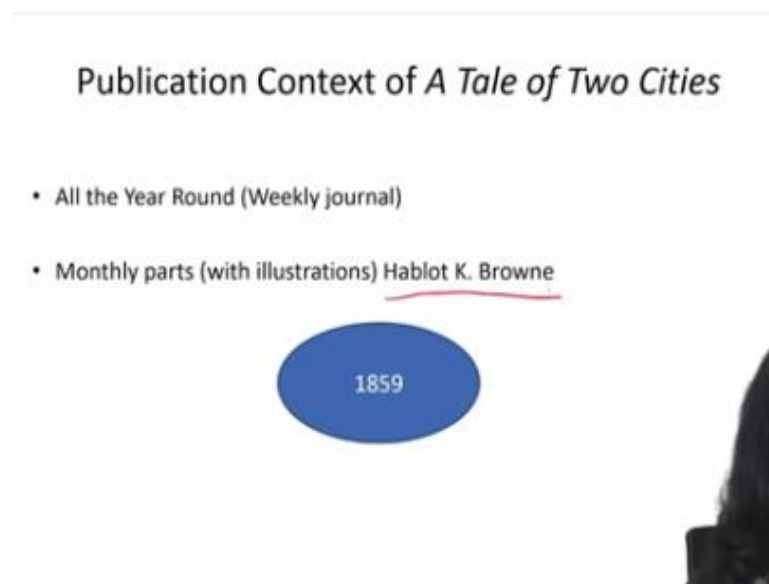 Publication Context of A Tale of Two Cities
• All the Year Round (Weekly journal)
• Monthly parts (with illustrations) Hablot K. Browne
1859